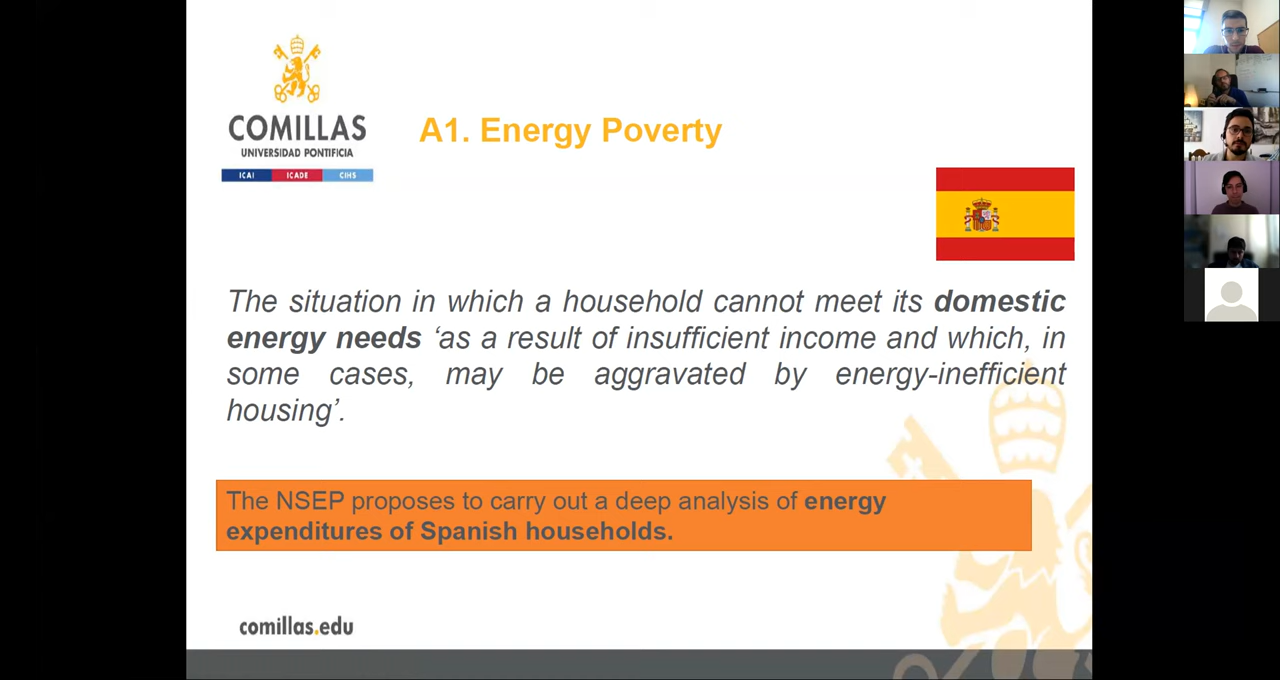 COMILLAS
UNIVERSIDAD PONTIFICIA
ICAI ICADE CIHS
A1. Energy Poverty
The situation in which a household cannot meet its domestic
energy needs ‘as a result of insufficient income and which, in
some cases, may be aggravated by energy-inefficient
housing’.
The NSEP proposes to carry out a deep analysis of energy
expenditures of Spanish households.
comillas.edu